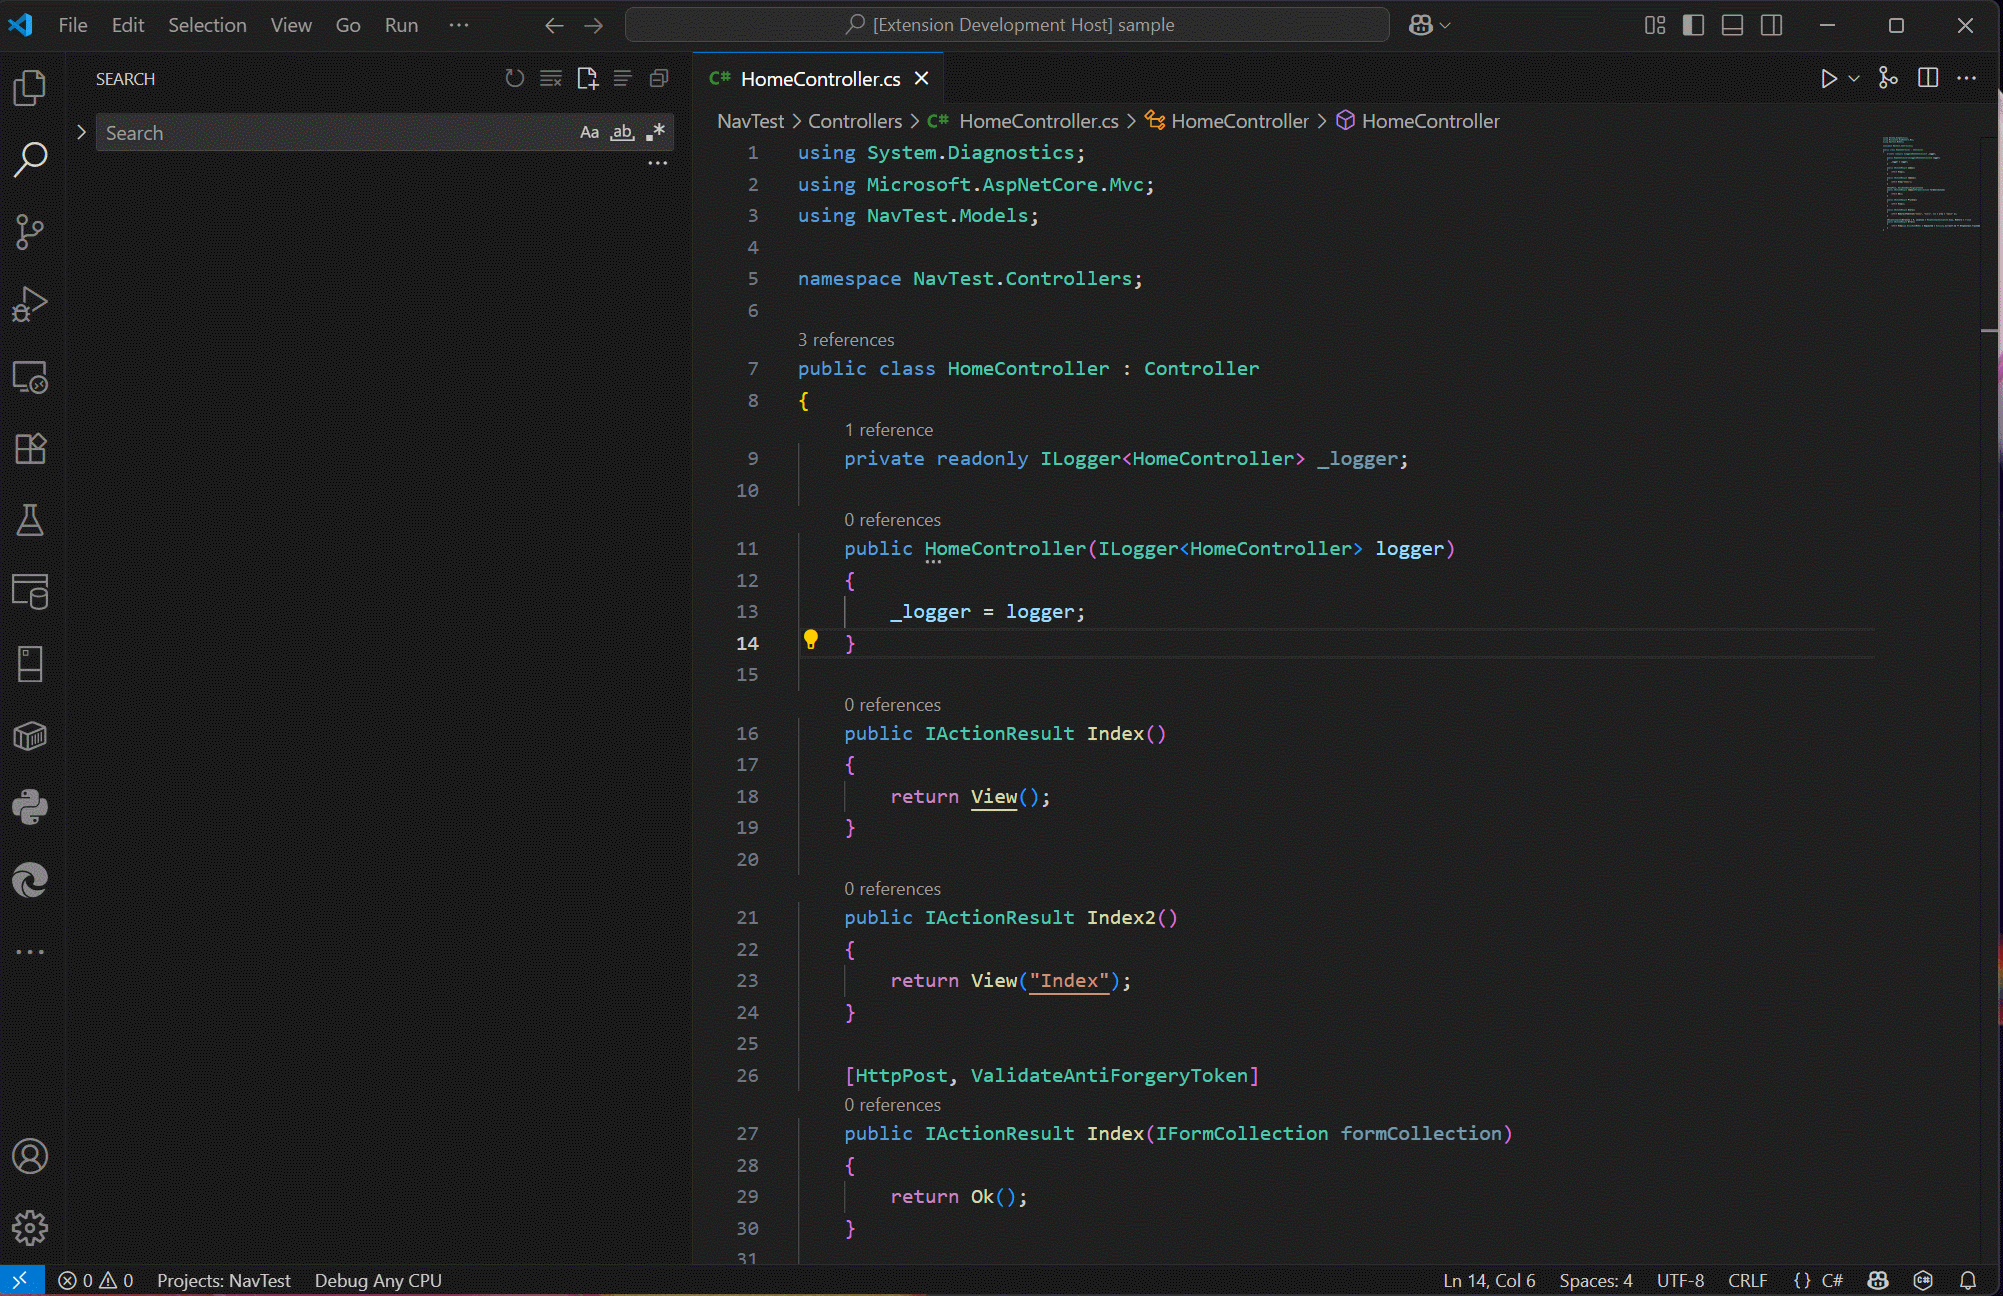 File Edit Selection View Go Run ··· [Extension Development Host] sample
SEARCH
Search Aa ab
C# HomeController.cs
NavTest > Controllers > C# HomeController.cs > HomeController > HomeController
1 using System.Diagnostics;
2 using Microsoft.AspNetCore.Mvc;
3 using NavTest.Models;
4
5 namespace NavTest.Controllers;
6
3 references
7 public class HomeController : Controller
8 {
1 reference
9 private readonly ILogger<HomeController> _logger;
10
0 references
11 public HomeController(ILogger<HomeController> logger)
12 {
13 _logger = logger;
14 }
15
0 references
16 public IActionResult Index()
17 {
18 return View();
19 }
20
0 references
21 public IActionResult Index2()
22 {
23 return View("Index");
24 }
25
26 [HttpPost, ValidateAntiForgeryToken]
0 references
27 public IActionResult Index(IFormCollection formCollection)
28 {
29 return Ok();
30 }
31
0 0 Projects: NavTest Debug Any CPU Ln 14, Col 6 Spaces: 4 UTF-8 CRLF {} C#